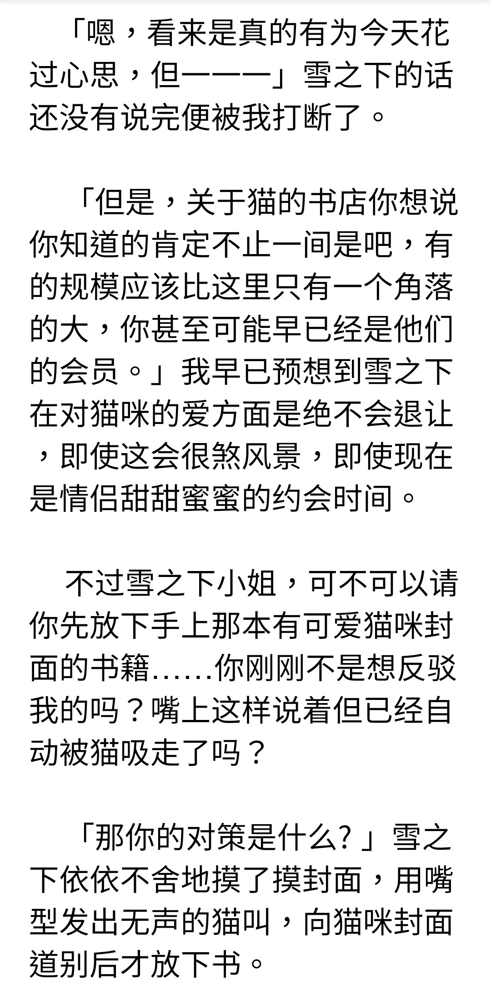 「嗯，看来是真的有为今天花
过心思，但一一一」雪之下的话
还没有说完便被我打断了。
「但是，关于猫的书店你想说
你知道的肯定不止一间是吧，有
的规模应该比这里只有一个角落
的大，你甚至可能早已经是他们
的会员。」我早已预想到雪之下
在对猫咪的爱方面是绝不会退让
，即使这会很煞风景，即使现在
是情侣甜甜蜜蜜的约会时间。
不过雪之下小姐，可不可以请
你先放下手上那本有可爱猫咪封
面的书籍……你刚刚不是想反驳
我的吗？嘴上这样说着但已经自
动被猫吸走了吗？
「那你的对策是什么?」雪之
下依依不舍地摸了摸封面，用嘴
型发出无声的猫叫，向猫咪封面
道别后才放下书。